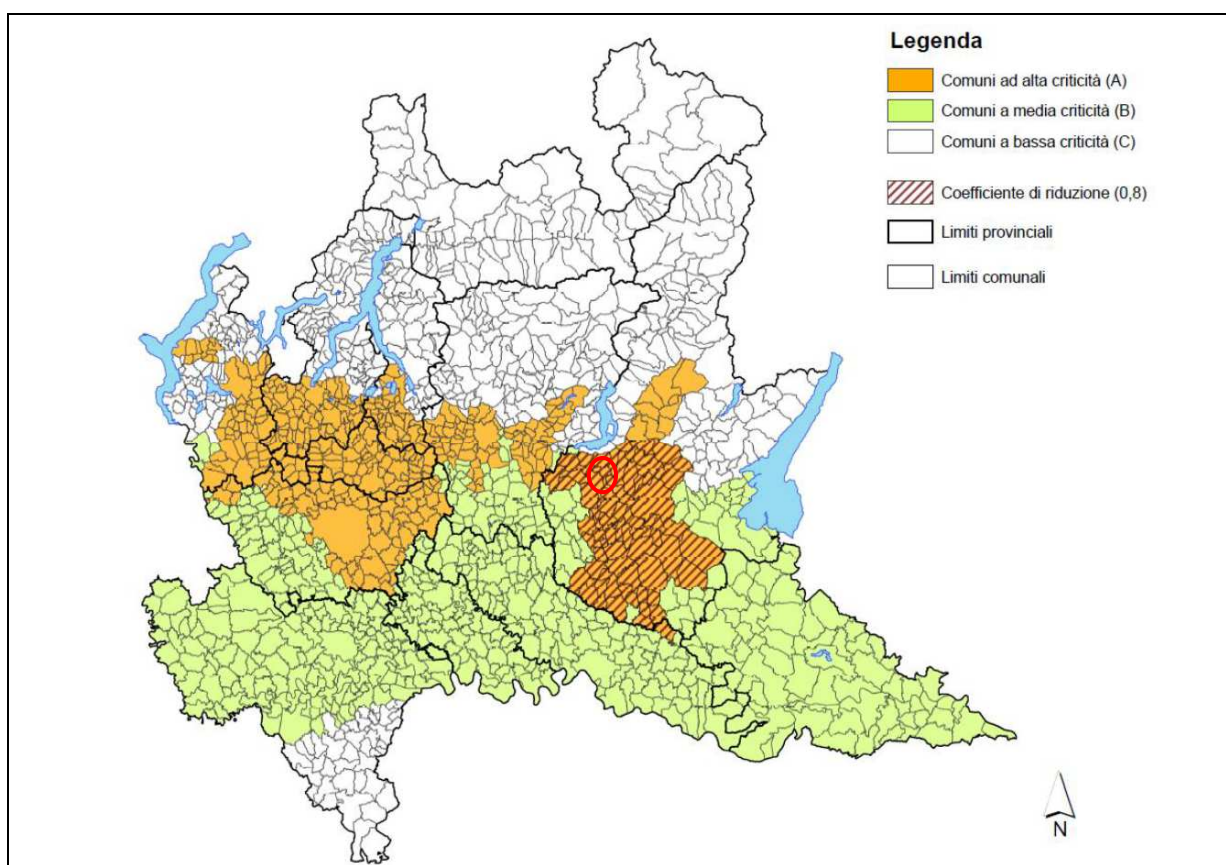 Legenda
Comuni ad alta criticità (A)
Comuni a media criticità (B)
Comuni a bassa criticità (C)
Coefficiente di riduzione (0,8)
Limiti provinciali
Limiti comunali
N